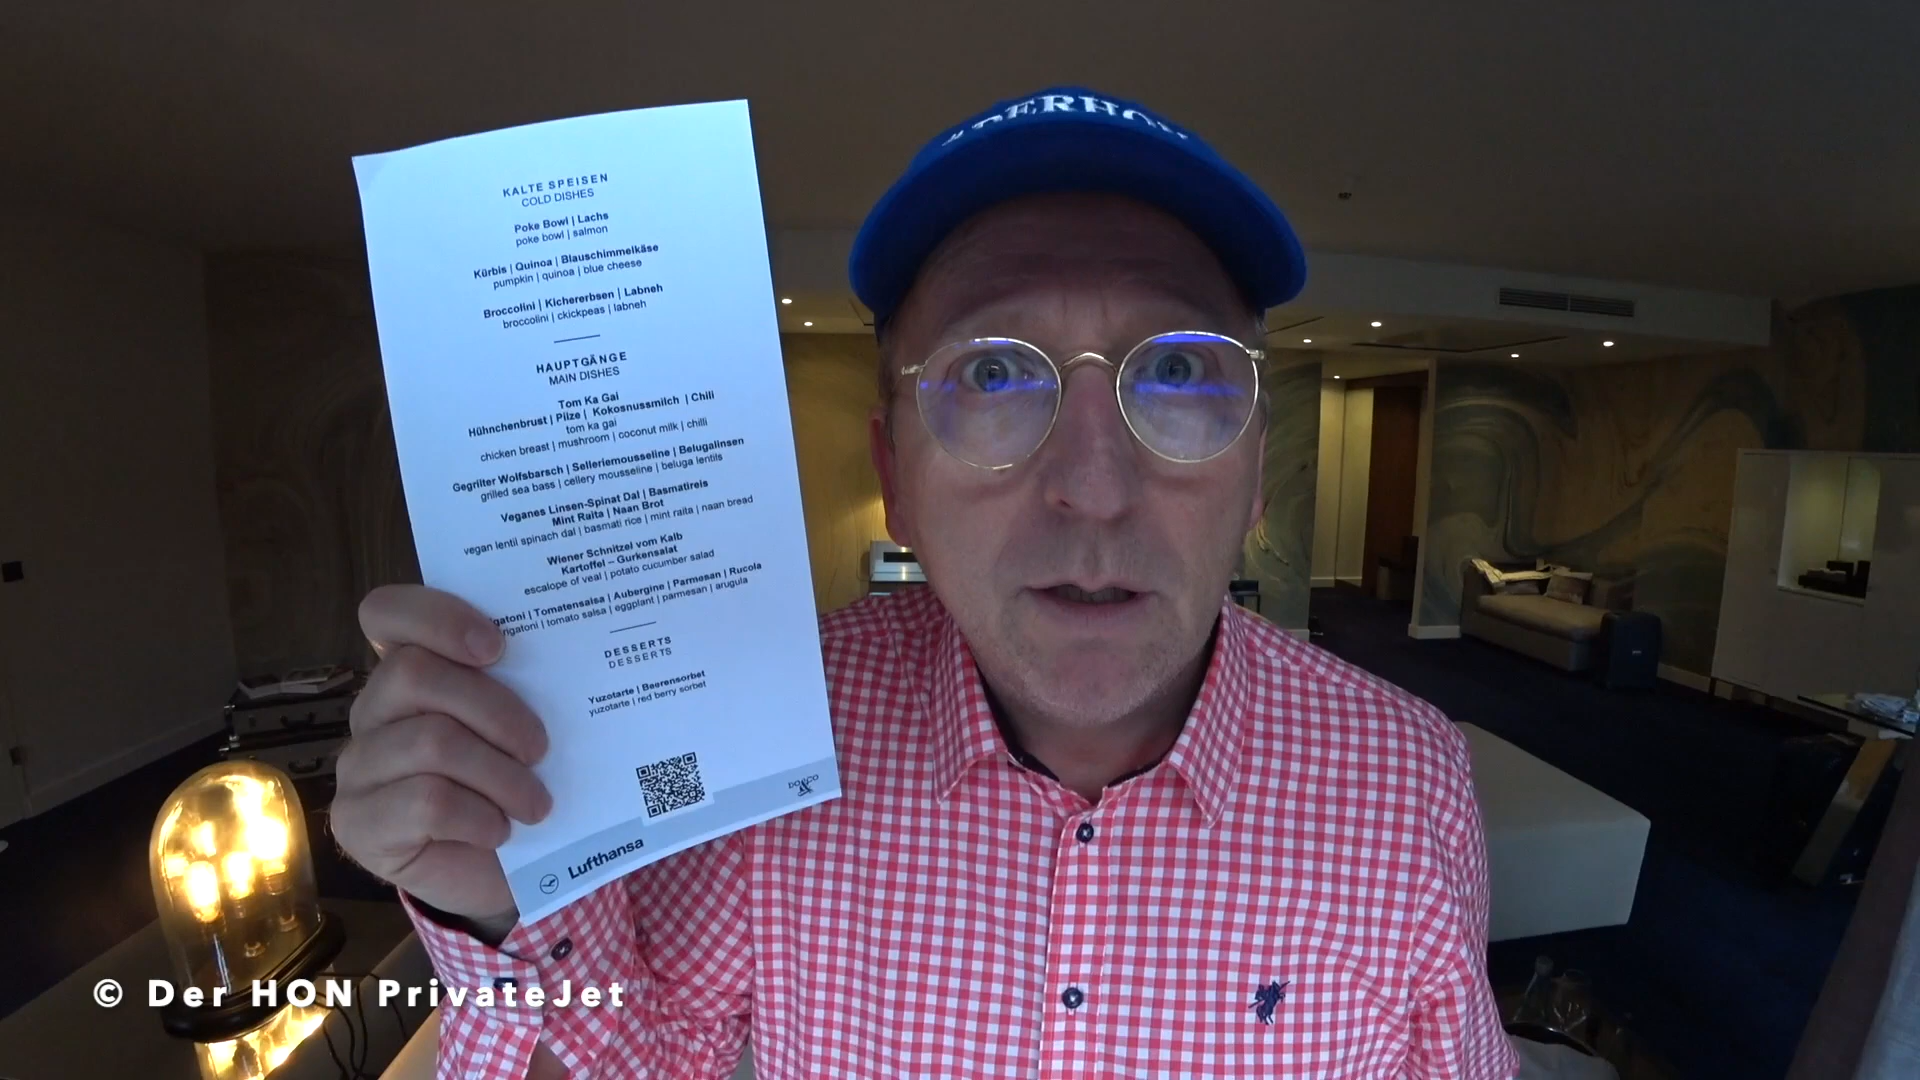 DERHON
KALTE SPEISEN
COLD DISHES
Poke Bowl | Lachs
poke bowl | salmon
Kürbis | Quinoa | Blauschimmelkäse
pumpkin | quinoa | blue cheese
Broccolini | Kichererbsen | Labneh
broccolini | ckickpeas | labneh
HAUPTGÄNGE
MAIN DISHES
Tom Ka Gai
Hühnchenbrust | Pilze | Kokosnussmilch | Chili
tom ka gai
chicken breast | mushroom | coconut milk | chilli
Gegrilter Wolfsbarsch | Selleriemousseline | Belugalinsen
grilled sea bass | cellery mousseline | beluga lentils
Veganes Linsen-Spinat Dal | Basmatireis
Mint Raita | Naan Brot
vegan lentil spinach dal | basmati rice | mint raita | naan bread
Wiener Schnitzel vom Kalb
Kartoffel – Gurkensalat
escalope of veal | potato cucumber salad
igatoni | Tomatensalsa | Aubergine | Parmesan | Rucola
rigatoni | tomato salsa | eggplant | parmesan | arugula
DESSERTS
DESSERTS
Yuzotarte | Beerensorbet
yuzotarte | red berry sorbet
Lufthansa
© Der HON PrivateJet